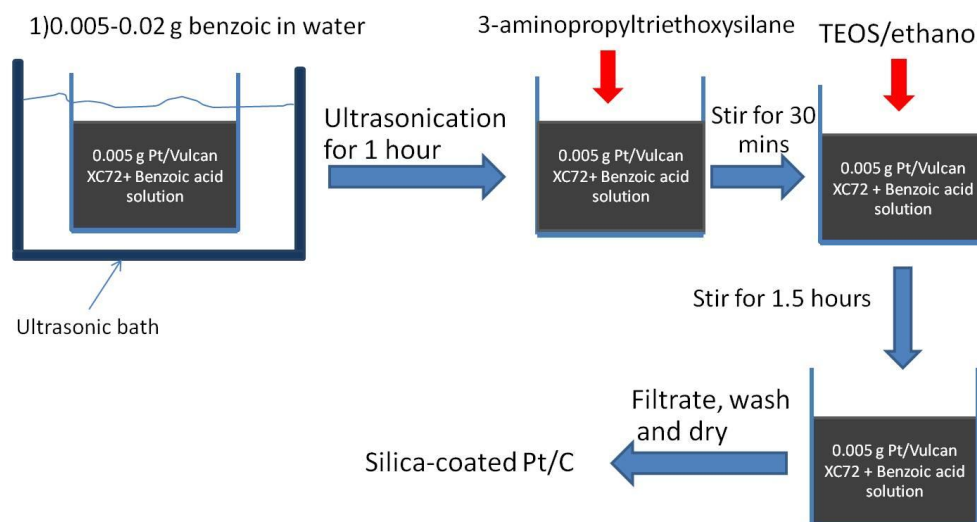 1)0.005-0.02 g benzoic in water
0.005 g Pt/Vulcan
XC72+ Benzoic acid
solution
Ultrasonic bath
Ultrasonication
for 1 hour
3-aminopropyltriethoxysilane
0.005 g Pt/Vulcan
XC72+ Benzoic acid
solution
Stir for 30
mins
TEOS/ethano
0.005 g Pt/Vulcan
XC72 + Benzoic acid
solution
Stir for 1.5 hours
0.005 g Pt/Vulcan
XC72 + Benzoic acid
solution
Filtrate, wash
and dry
Silica-coated Pt/C